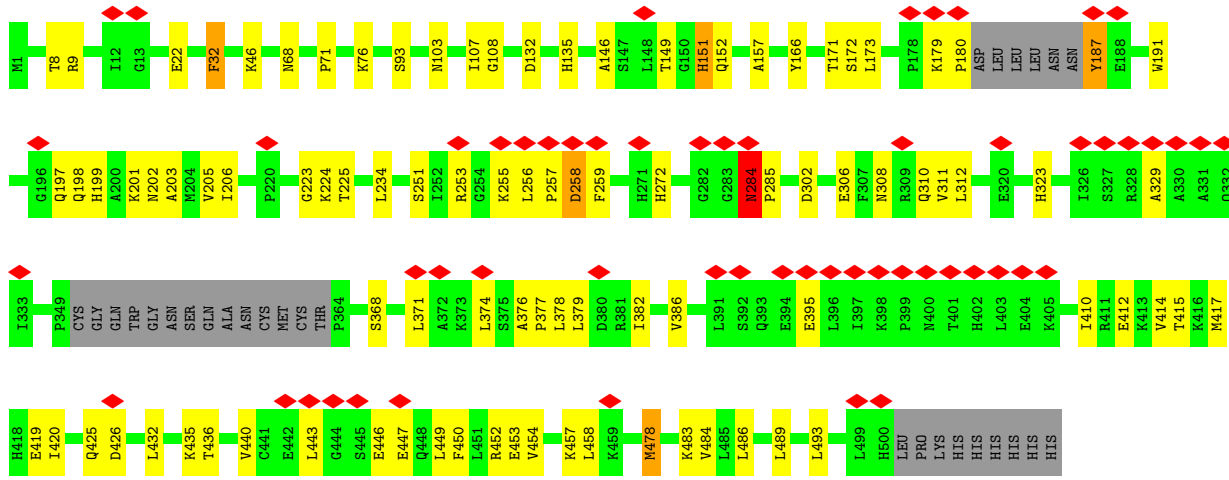 M1 T8 R9 I12 G13 E22 F32 K46 N68 P71 K76 S93 N103 I107 G108 D132 H135 A146 S147 L148 T149 G150 H151 Q152 A157 Y166 T171 S172 L173 P178 K179 P180 ASP LEU LEU LEU ASN ASN Y187 E188 W191
G196 Q197 Q198 H199 A200 K201 N202 A203 M204 V205 I206 P220 G223 K224 T225 L234 S251 I252 R253 G254 K255 L256 P257 D258 F259 H271 H272 G282 G283 N284 P285 D302 E306 F307 N308 R309 Q310 V311 L312 E320 H323 I326 S327 R328 A329 A330 A331 Q332
I333 P349 CYS GLY GLN TRP GLY ASN SER GLN ALA ASN CYS MET CYS THR P364 S368 L371 A372 K373 L374 S375 A376 P377 L378 L379 D380 R381 I382 V386 L391 S392 Q393 E394 E395 L396 I397 K398 P399 N400 T401 H402 L403 E404 K405 I410 R411 E412 K413 V414 T415 K416 M417
H418 E419 I420 Q425 D426 L432 K435 T436 V440 C441 E442 L443 G444 S445 E446 E447 Q448 L449 F450 L451 R452 E453 V454 K457 L458 K459 M478 K483 V484 L485 L486 L489 L493 L499 H500 LEU PRO LYS HIS HIS HIS HIS HIS HIS